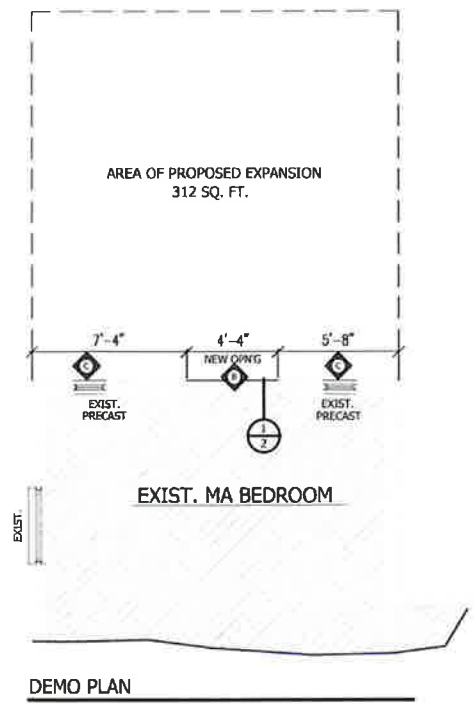 AREA OF PROPOSED EXPANSION
312 SQ. FT.
7'-4"
4'-4"
5'-8"
NEW OPN'G
C
B
C
EXIST.
PRECAST
EXIST.
PRECAST
1
2
EXIST. MA BEDROOM
EXIST.
DEMO PLAN